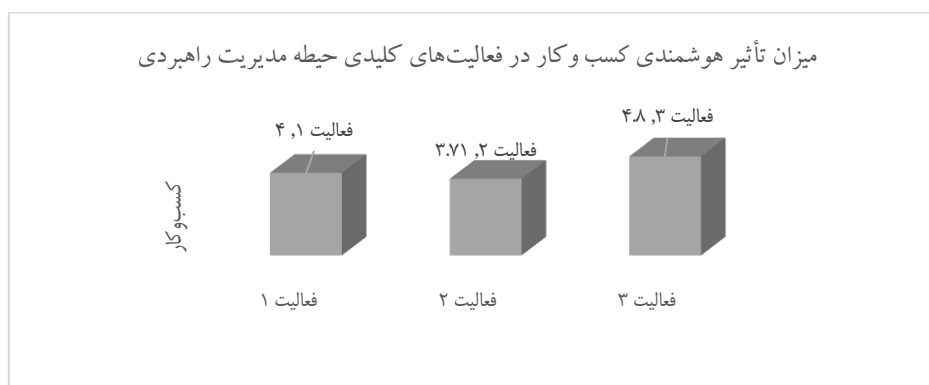 میزان تأثیر هوشمندی کسب وکار در فعالیت‌های کلیدی حیطه مدیریت راهبردی
فعالیت ۱, ۴
فعالیت ۲, ۳.۷۱
فعالیت ۳, ۴.۸
کسب‌وکار
فعالیت ۱
فعالیت ۲
فعالیت ۳